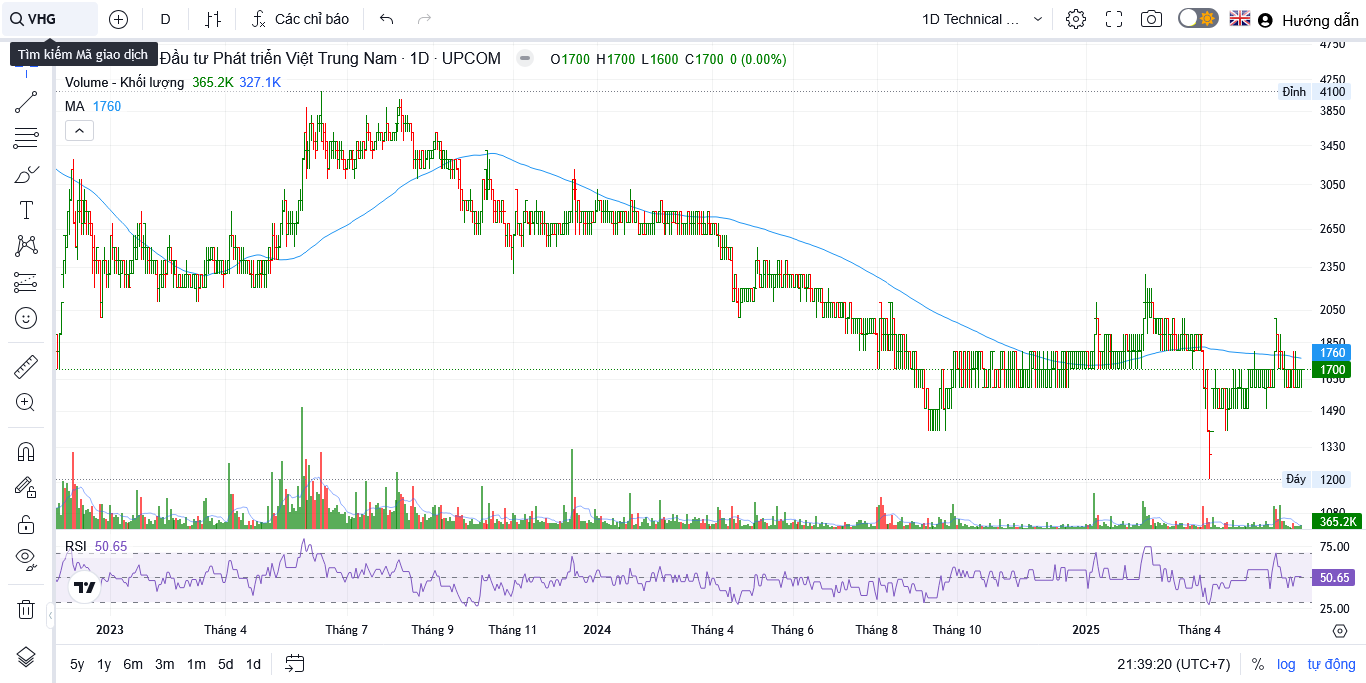 VHG D Các chỉ báo 1D Technical ... Hướng dẫn
Tìm kiếm Mã giao dịch
Đầu tư Phát triển Việt Trung Nam · 1D · UPCOM O1700 H1700 L1600 C1700 0 (0.00%)
Volume - Khối lượng 365.2K 327.1K
MA 1760
4750
4250
Đỉnh 4100
3850
3450
3050
2650
2350
2050
1850
1760
1700
1650
1490
1330
Đáy 1200
1080
365.2K
RSI 50.65
75.00
50.65
25.00
2023 Tháng 4 Tháng 7 Tháng 9 Tháng 11 2024 Tháng 4 Tháng 6 Tháng 8 Tháng 10 2025 Tháng 4
5y 1y 6m 3m 1m 5d 1d 21:39:20 (UTC+7) % log tự động